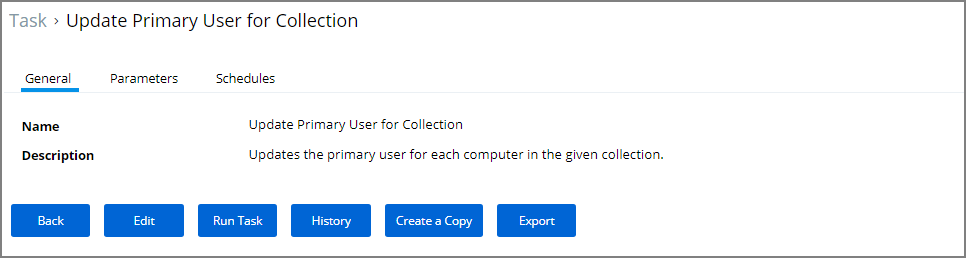 Task › Update Primary User for Collection
General Parameters Schedules
Name Update Primary User for Collection
Description Updates the primary user for each computer in the given collection.
Back Edit Run Task History Create a Copy Export